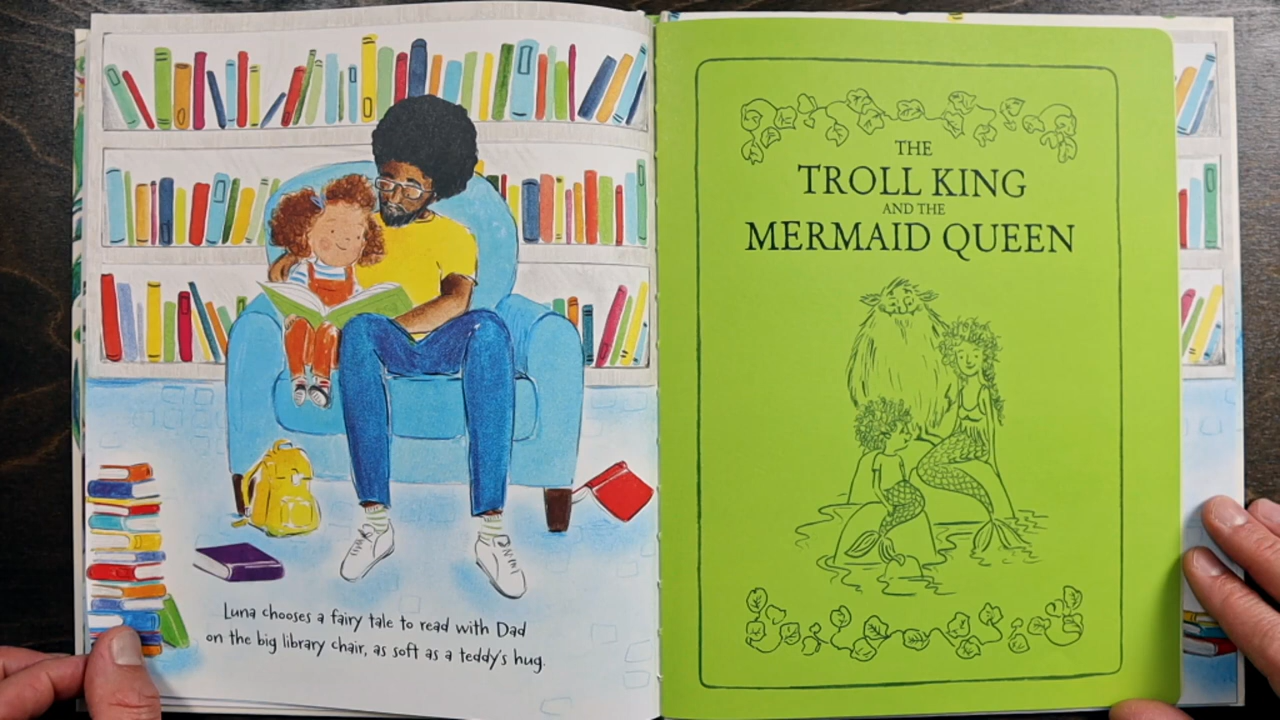 Luna chooses a fairy tale to read with Dad
on the big library chair, as soft as a teddy's hug.
THE
TROLL KING
AND THE
MERMAID QUEEN